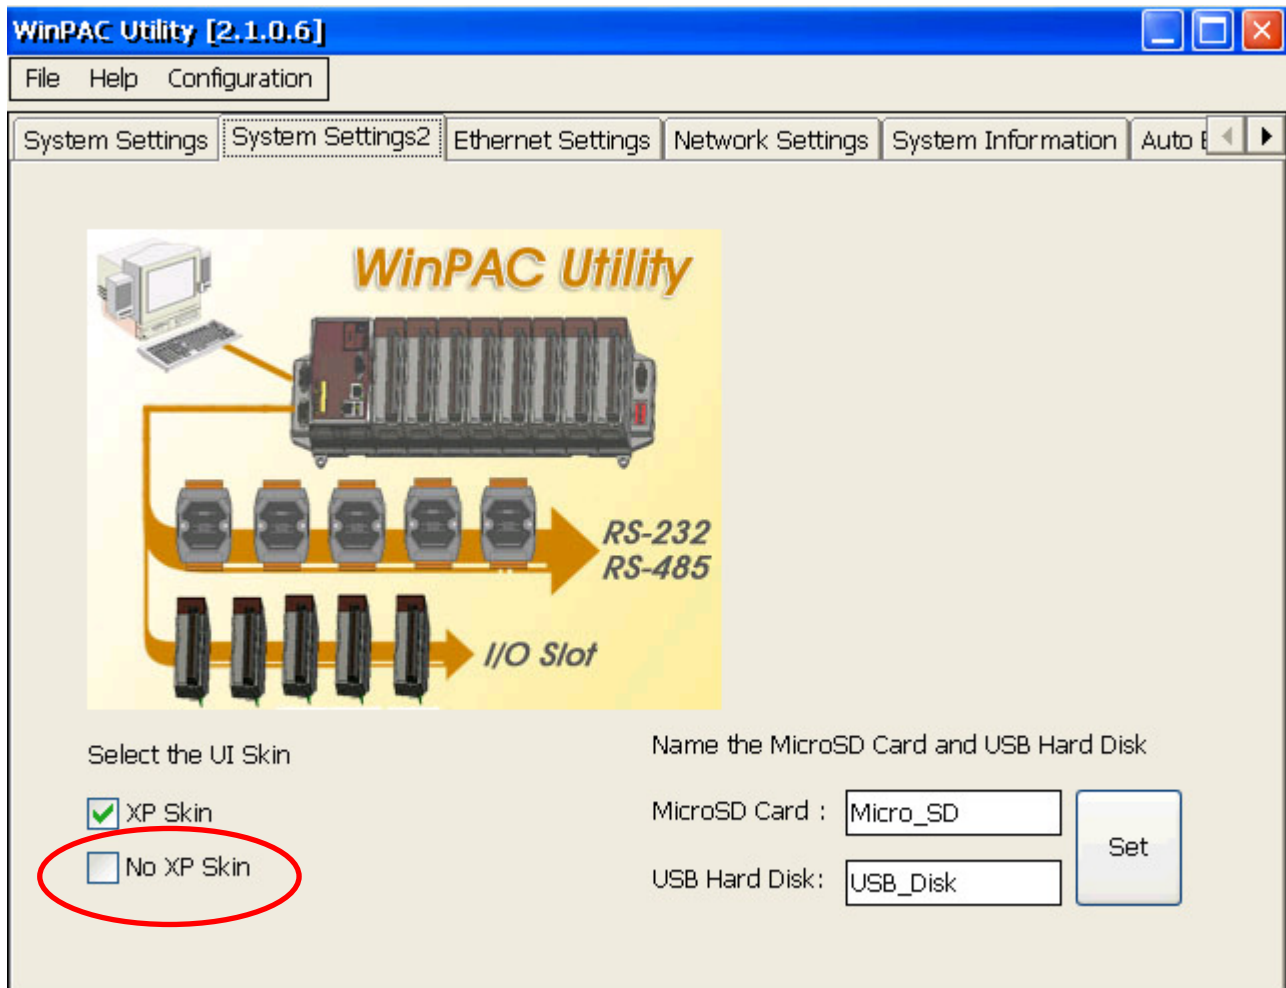 WinPAC Utility [2.1.0.6]
File Help Configuration
System Settings System Settings2 Ethernet Settings Network Settings System Information Auto
WinPAC Utility
RS-232
RS-485
I/O Slot
Select the UI Skin
Name the MicroSD Card and USB Hard Disk
XP Skin
MicroSD Card : Micro_SD
Set
No XP Skin
USB Hard Disk: USB_Disk